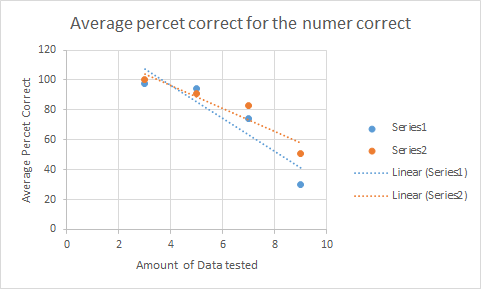 Average percet correct for the numer correct
120
100
80
60
40
20
0
Average Percet Correct
0 2 4 6 8 10
Amount of Data tested
Series1
Series2
Linear (Series1)
Linear (Series2)